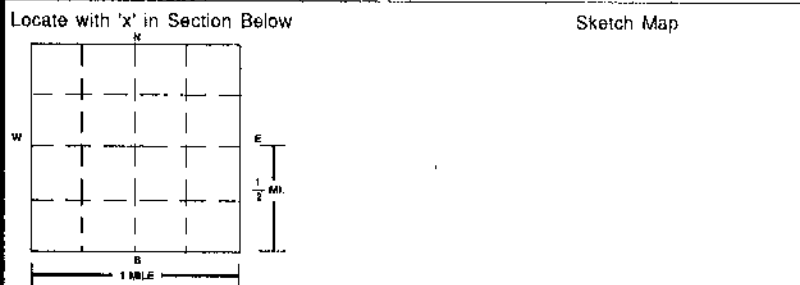 Locate with 'x' in Section Below
Sketch Map
N
W
E
1/2 MI.
S
1 MILE